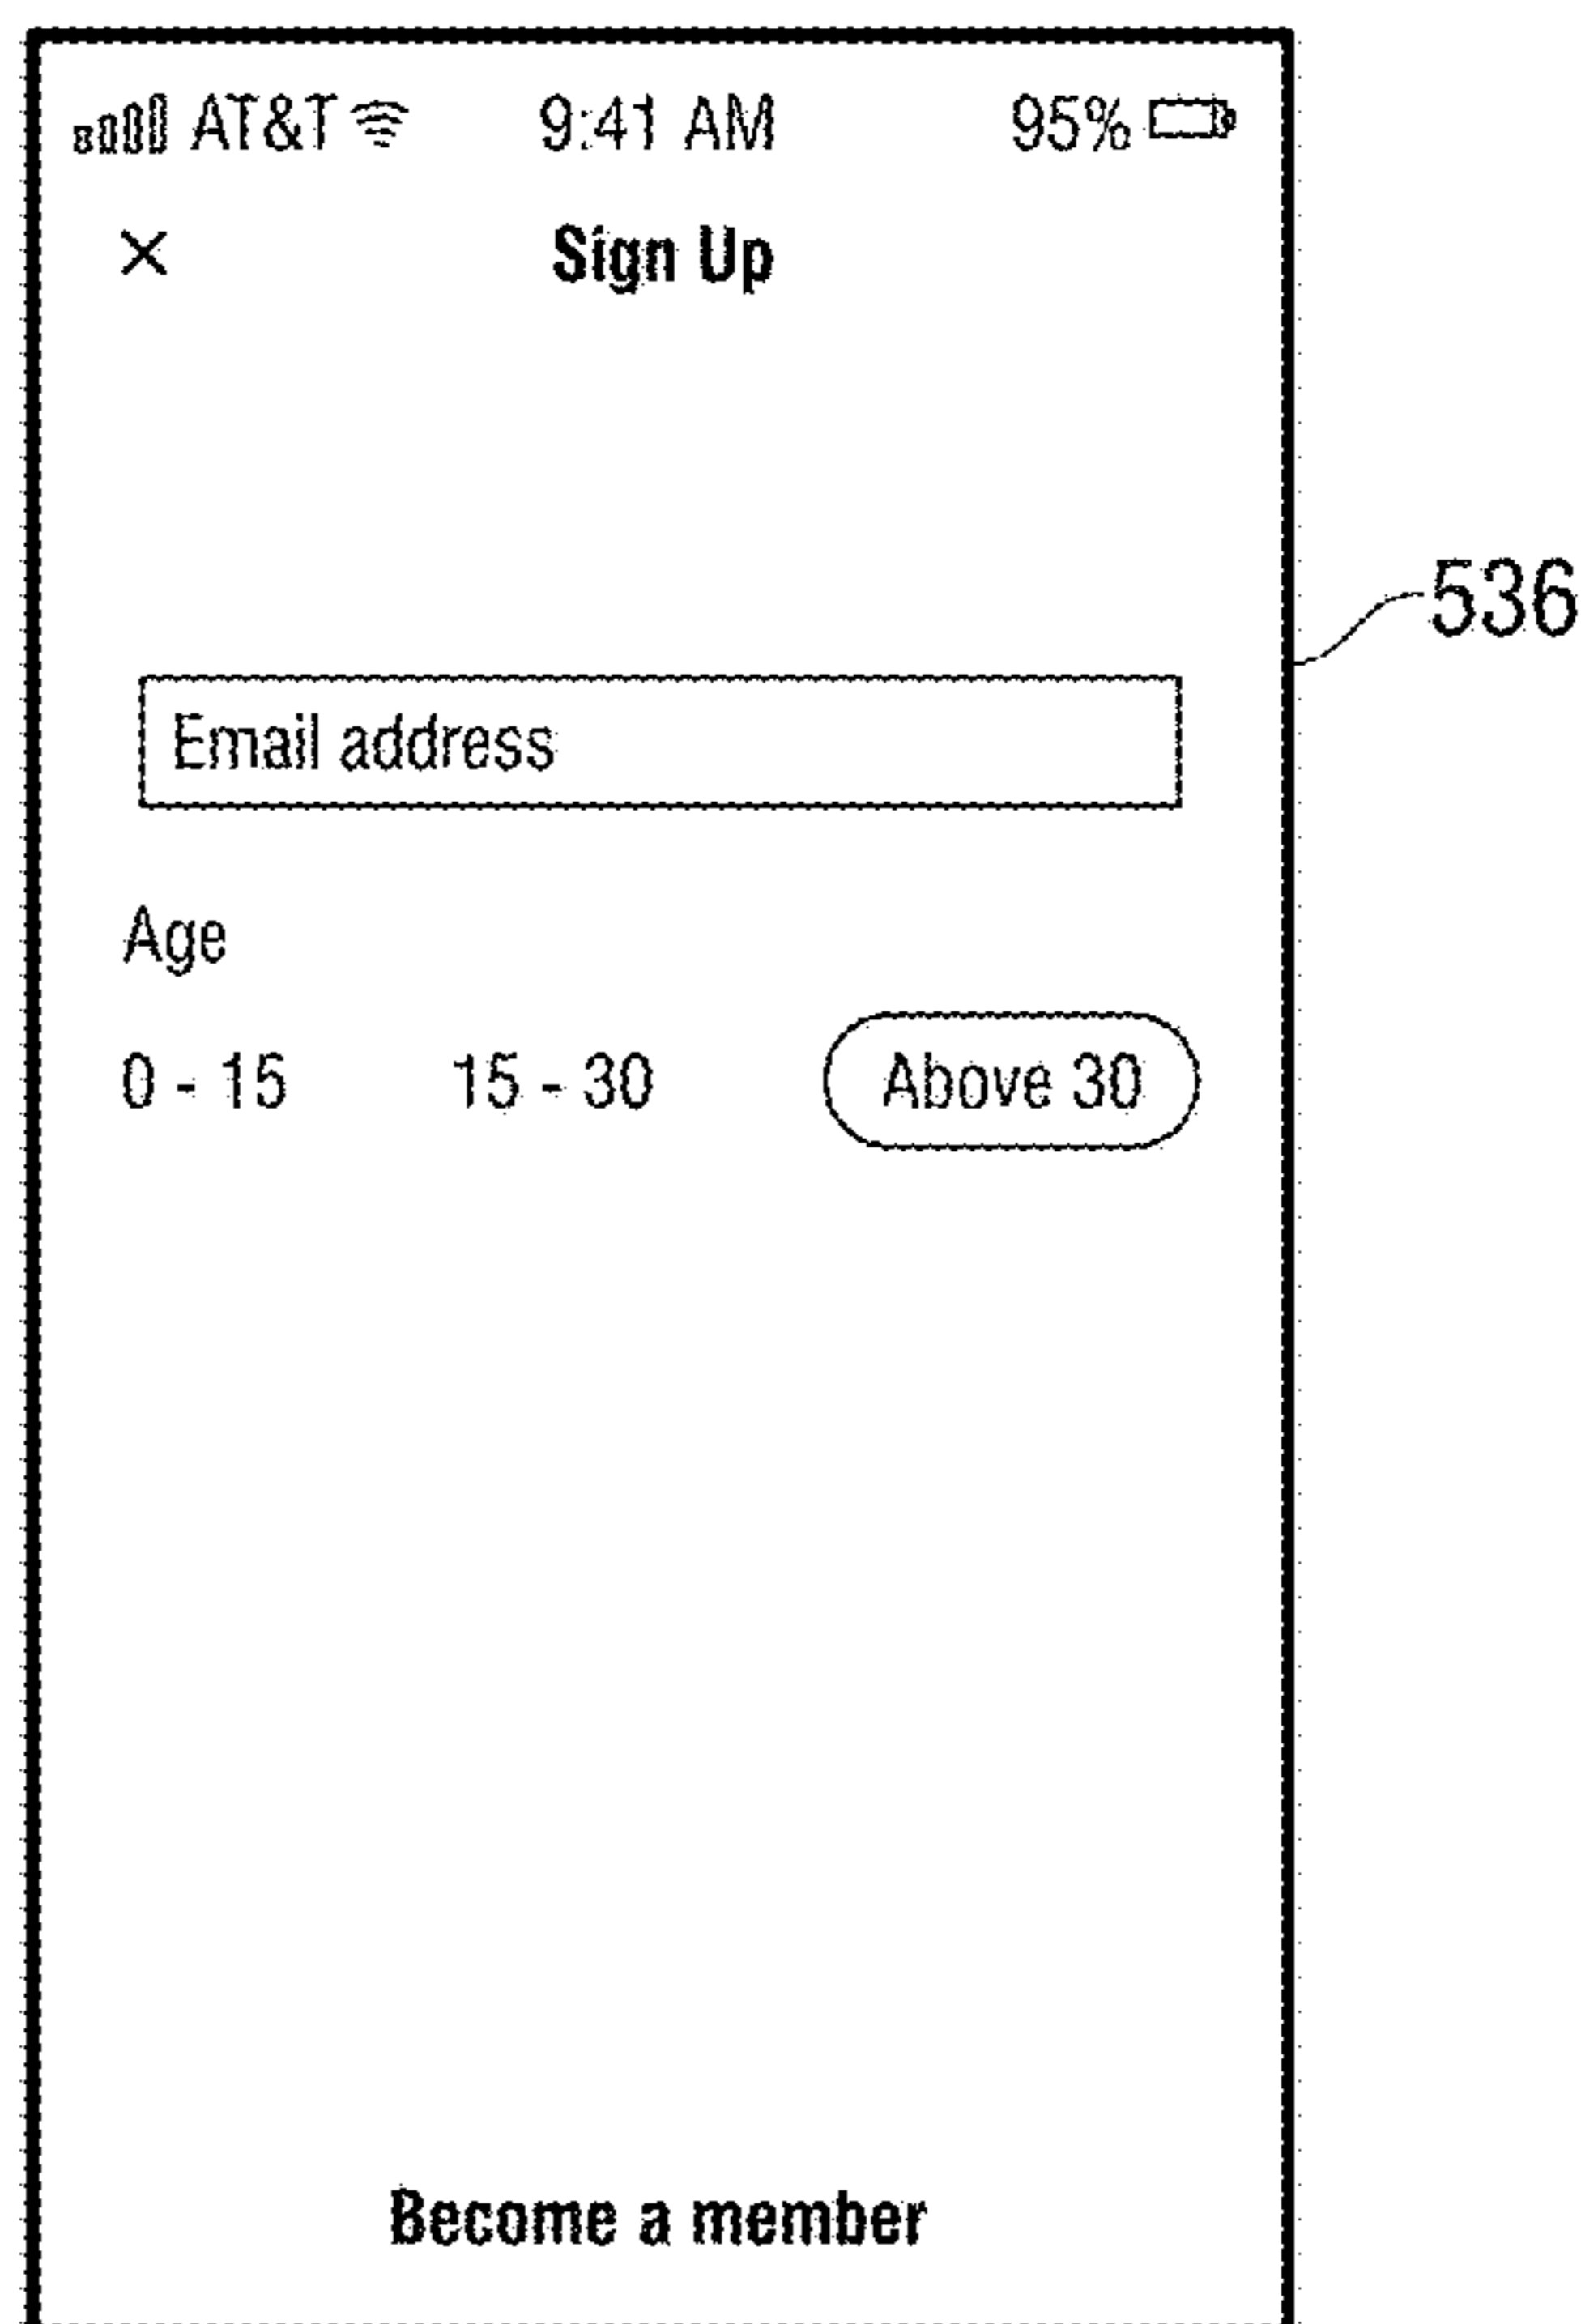 AT&T 9:41 AM 95%
× Sign Up
536
Email address
Age
0 - 15 15 - 30 Above 30
Become a member